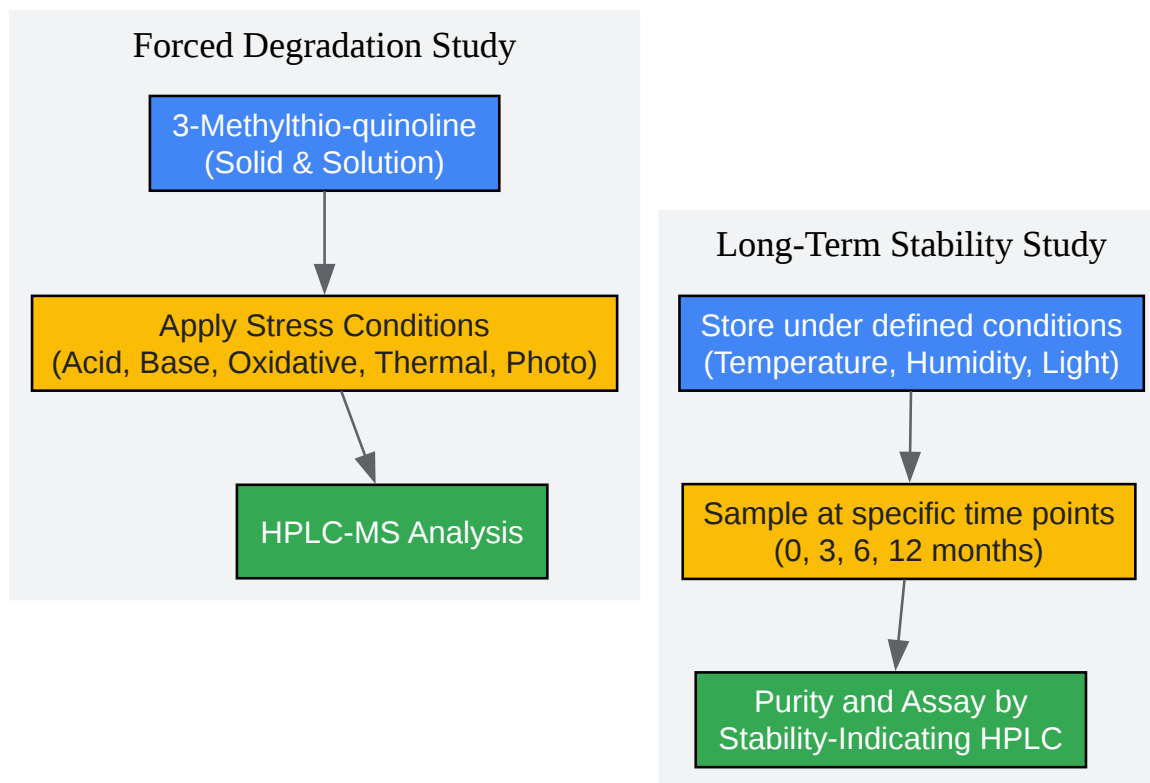 Forced Degradation Study
3-Methylthio-quinoline
(Solid & Solution)
Apply Stress Conditions
(Acid, Base, Oxidative, Thermal, Photo)
HPLC-MS Analysis
Long-Term Stability Study
Store under defined conditions
(Temperature, Humidity, Light)
Sample at specific time points
(0, 3, 6, 12 months)
Purity and Assay by
Stability-Indicating HPLC